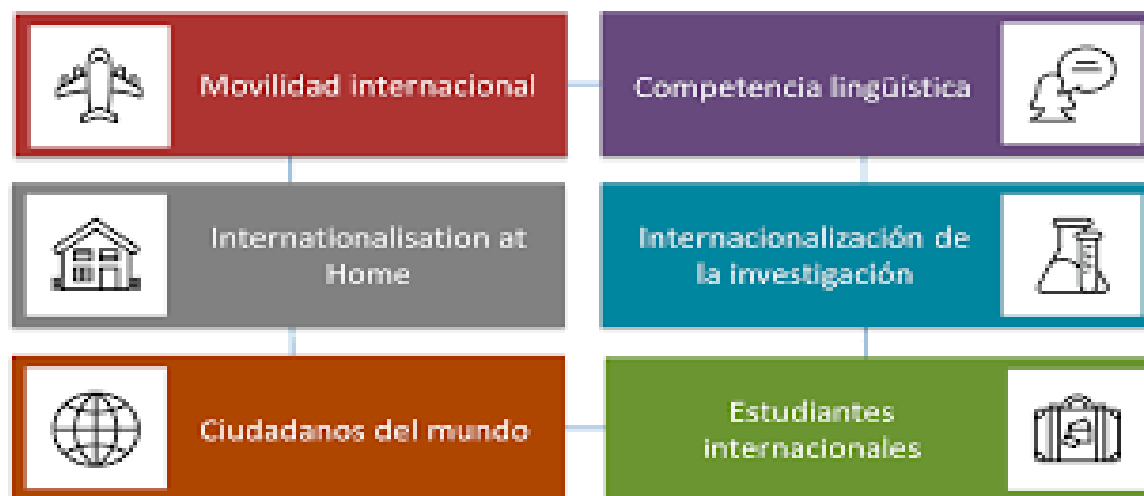 Movilidad internacional
Competencia lingüística
Internationalisation at
Home
Internacionalización de
la investigación
Ciudadanos del mundo
Estudiantes
internacionales